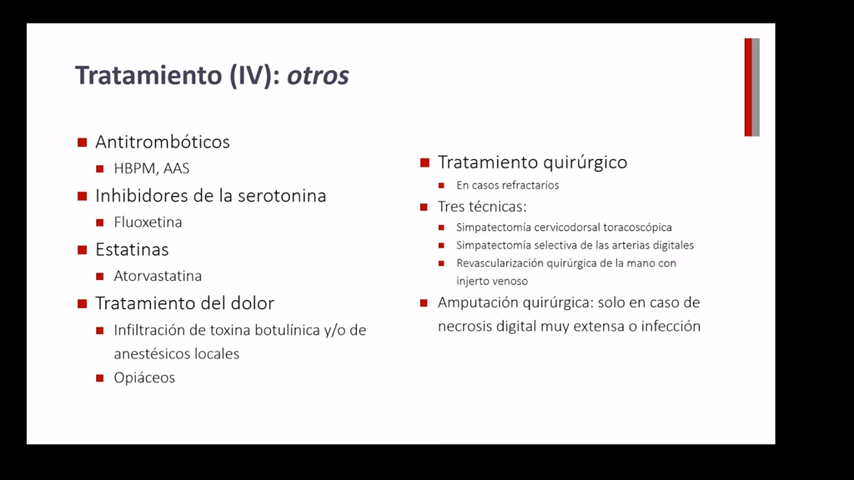 Tratamiento (IV): otros
Antitrombóticos
HBPM, AAS
Inhibidores de la serotonina
Fluoxetina
Estatinas
Atorvastatina
Tratamiento del dolor
Infiltración de toxina botulínica y/o de
anestésicos locales
Opiáceos
Tratamiento quirúrgico
En casos refractarios
Tres técnicas:
Simpatectomía cervicodorsal toracoscópica
Simpatectomía selectiva de las arterias digitales
Revascularización quirúrgica de la mano con
injerto venoso
Amputación quirúrgica: solo en caso de
necrosis digital muy extensa o infección